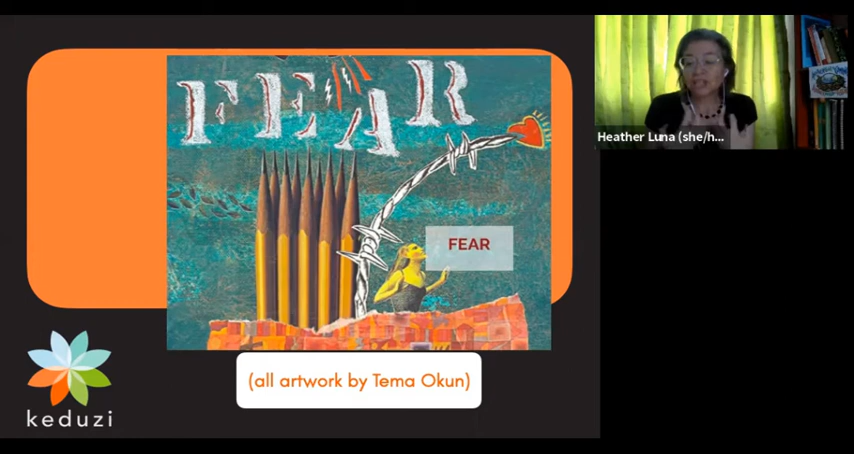 FEAR
FEAR
(all artwork by Tema Okun)
keduzi
Heather Luna (she/h...